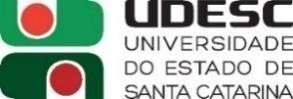 UDESC
UNIVERSIDADE
DO ESTADO DE
SANTA CATARINA